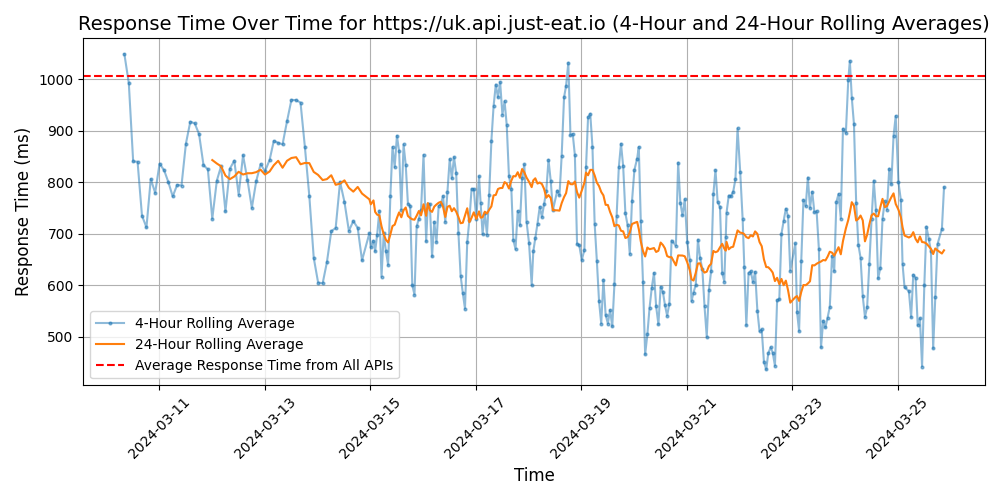 Response Time Over Time for https://uk.api.just-eat.io (4-Hour and 24-Hour Rolling Averages)
Response Time (ms)
1000
900
800
700
600
500
4-Hour Rolling Average
24-Hour Rolling Average
Average Response Time from All APIs
2024-03-11
2024-03-13
2024-03-15
2024-03-17
2024-03-19
2024-03-21
2024-03-23
2024-03-25
Time